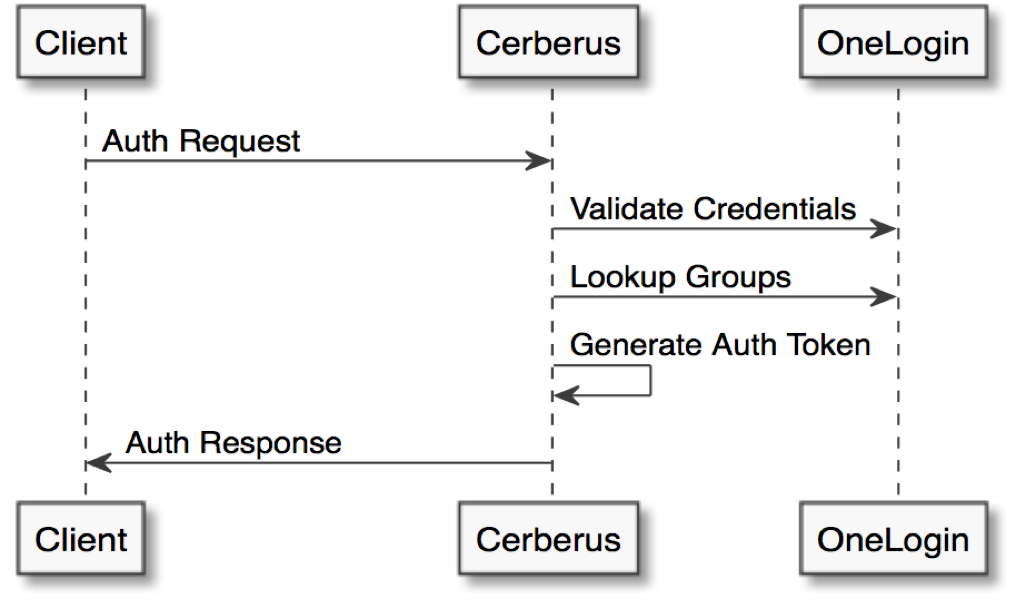 Client
Cerberus
OneLogin
Auth Request
Validate Credentials
Lookup Groups
Generate Auth Token
Auth Response
Client
Cerberus
OneLogin